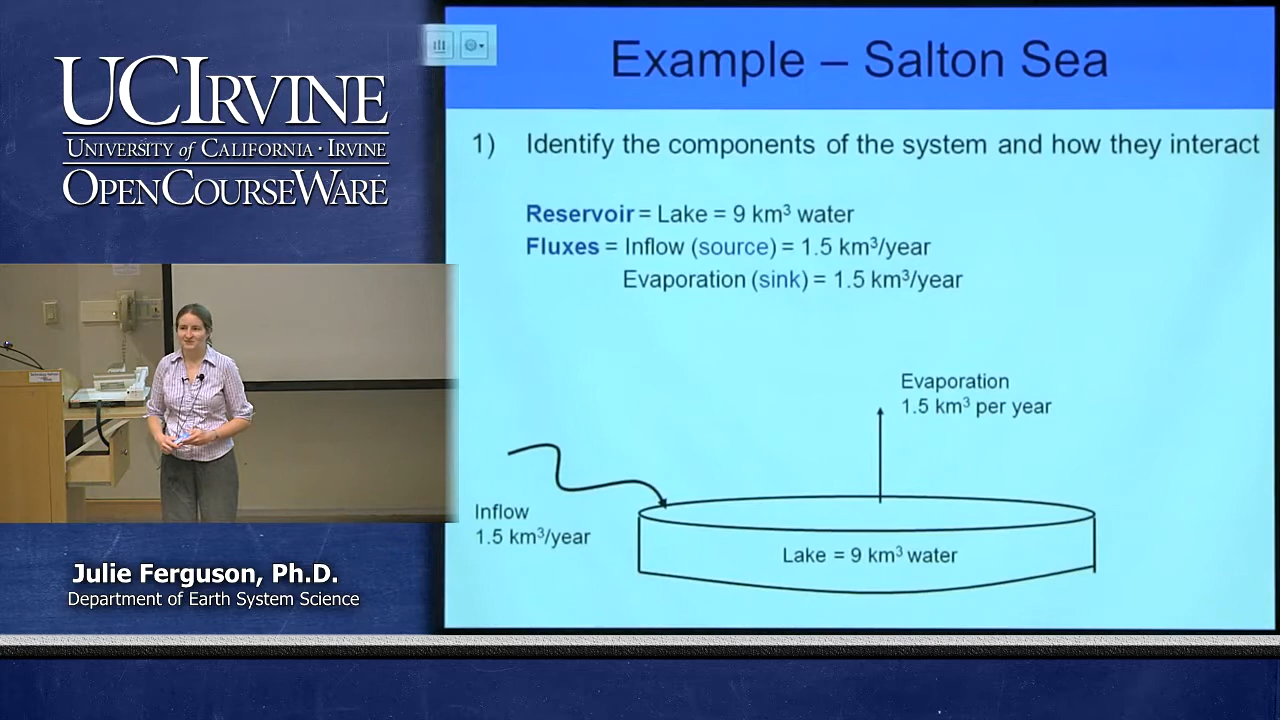 UCIRVINE
UNIVERSITY of CALIFORNIA · IRVINE
OPENCOURSEWARE
Julie Ferguson, Ph.D.
Department of Earth System Science
Example – Salton Sea
1) Identify the components of the system and how they interact
Reservoir = Lake = 9 km³ water
Fluxes = Inflow (source) = 1.5 km³/year
Evaporation (sink) = 1.5 km³/year
Evaporation
1.5 km³ per year
Inflow
1.5 km³/year
Lake = 9 km³ water